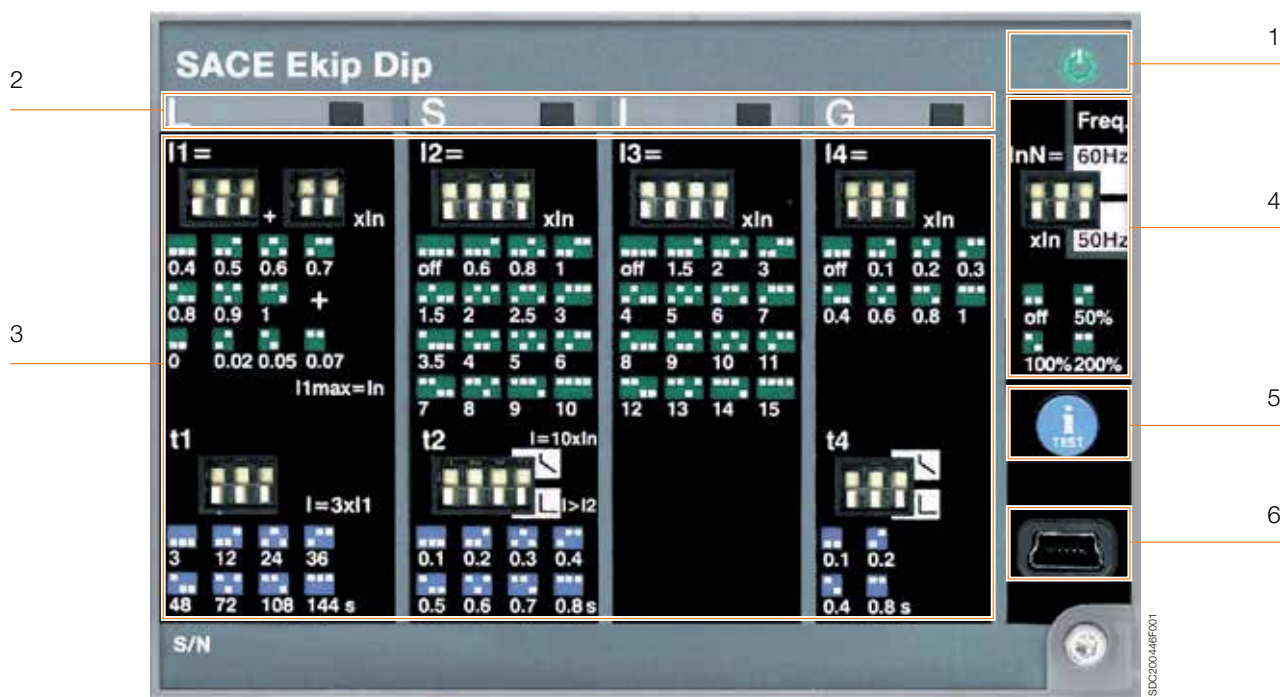 SACE Ekip Dip
1
2
L S I G
3
I1=
+ xIn
0.4 0.5 0.6 0.7
0.8 0.9 1 +
0 0.02 0.05 0.07
I1max=In
t1
I=3xI1
3 12 24 36
48 72 108 144 s
I2=
xIn
off 0.6 0.8 1
1.5 2 2.5 3
3.5 4 5 6
7 8 9 10
t2 I=10xIn
I>I2
0.1 0.2 0.3 0.4
0.5 0.6 0.7 0.8s
I3=
xIn
off 1.5 2 3
4 5 6 7
8 9 10 11
12 13 14 15
I4=
xIn
off 0.1 0.2 0.3
0.4 0.6 0.8 1
t4
0.1 0.2
0.4 0.8 s
Freq.
InN= 60Hz
xIn 50Hz
off 50%
100% 200%
4
i
TEST
5
6
S/N
SDC200446F001